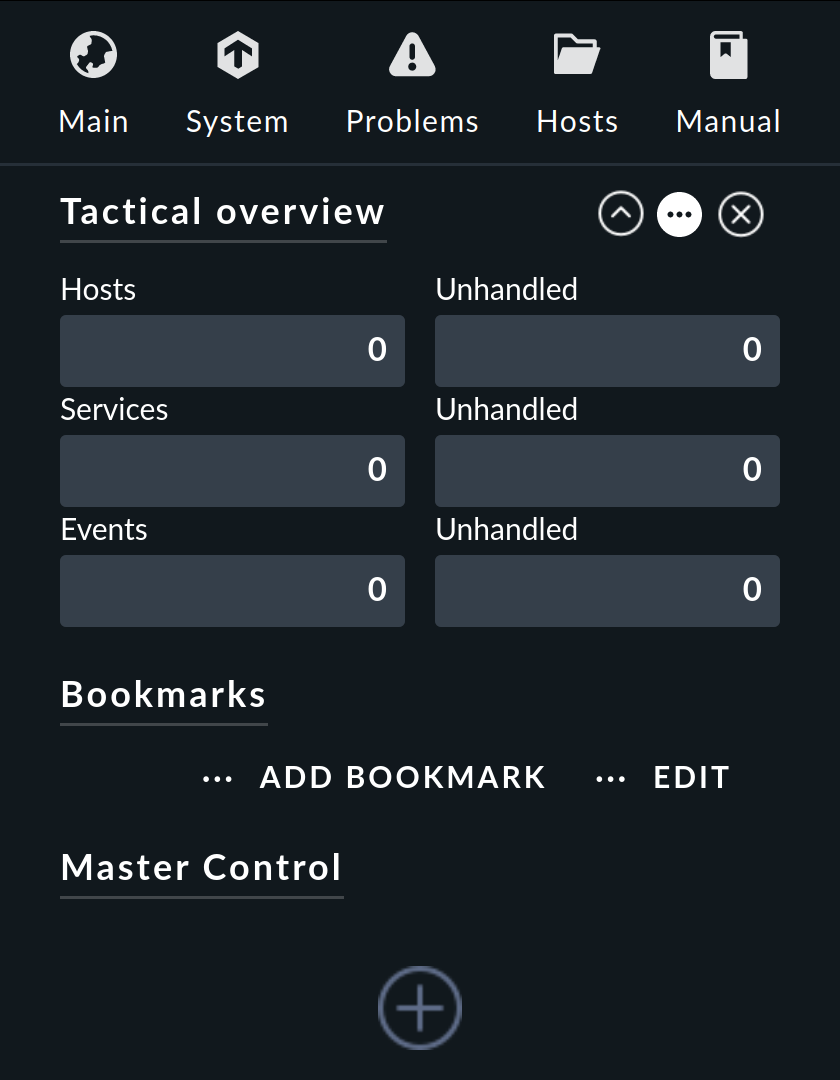 Main System Problems Hosts Manual
Tactical overview
Hosts Unhandled
0 0
Services Unhandled
0 0
Events Unhandled
0 0
Bookmarks
... ADD BOOKMARK ... EDIT
Master Control